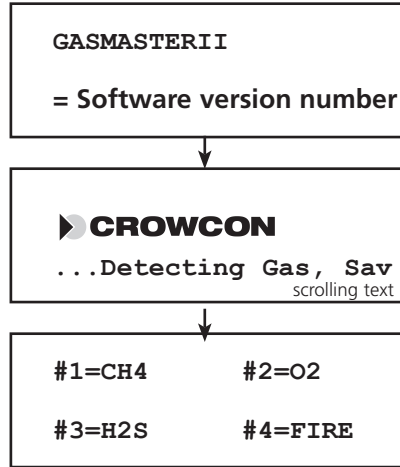 GASMASTERII
= Software version number
CROWCON
...Detecting Gas, Sav
scrolling text
#1=CH4 #2=O2
#3=H2S #4=FIRE